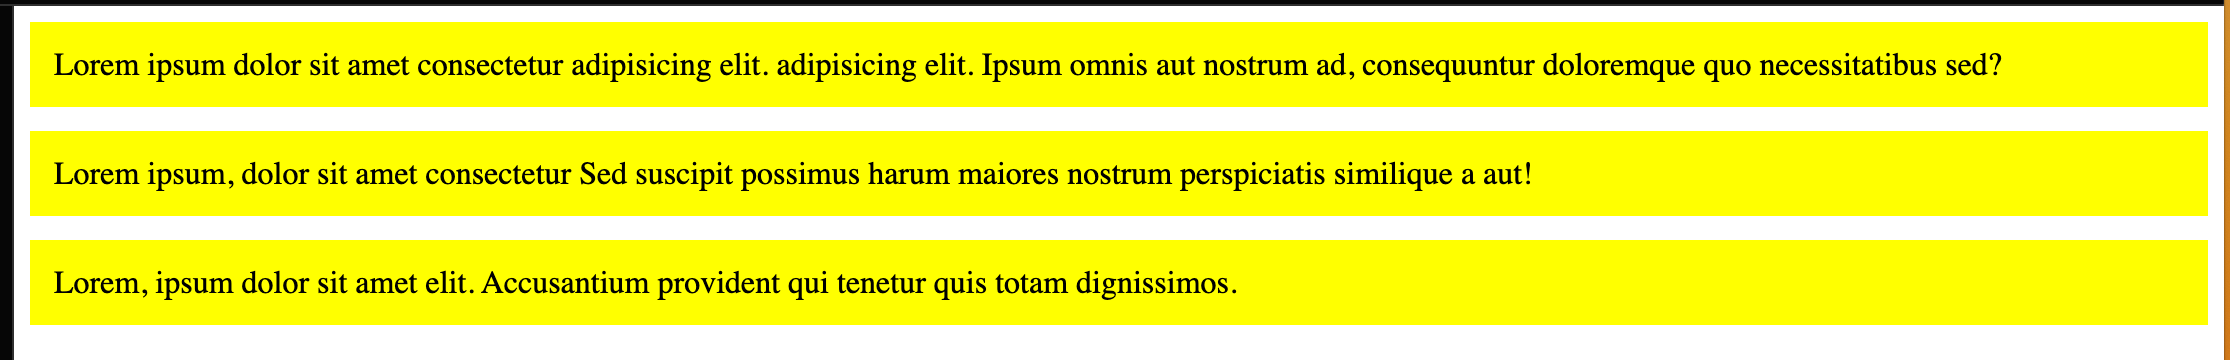 Lorem ipsum dolor sit amet consectetur adipisicing elit. adipisicing elit. Ipsum omnis aut nostrum ad, consequuntur doloremque quo necessitatibus sed?
Lorem ipsum, dolor sit amet consectetur Sed suscipit possimus harum maiores nostrum perspiciatis similique a aut!
Lorem, ipsum dolor sit amet elit. Accusantium provident qui tenetur quis totam dignissimos.